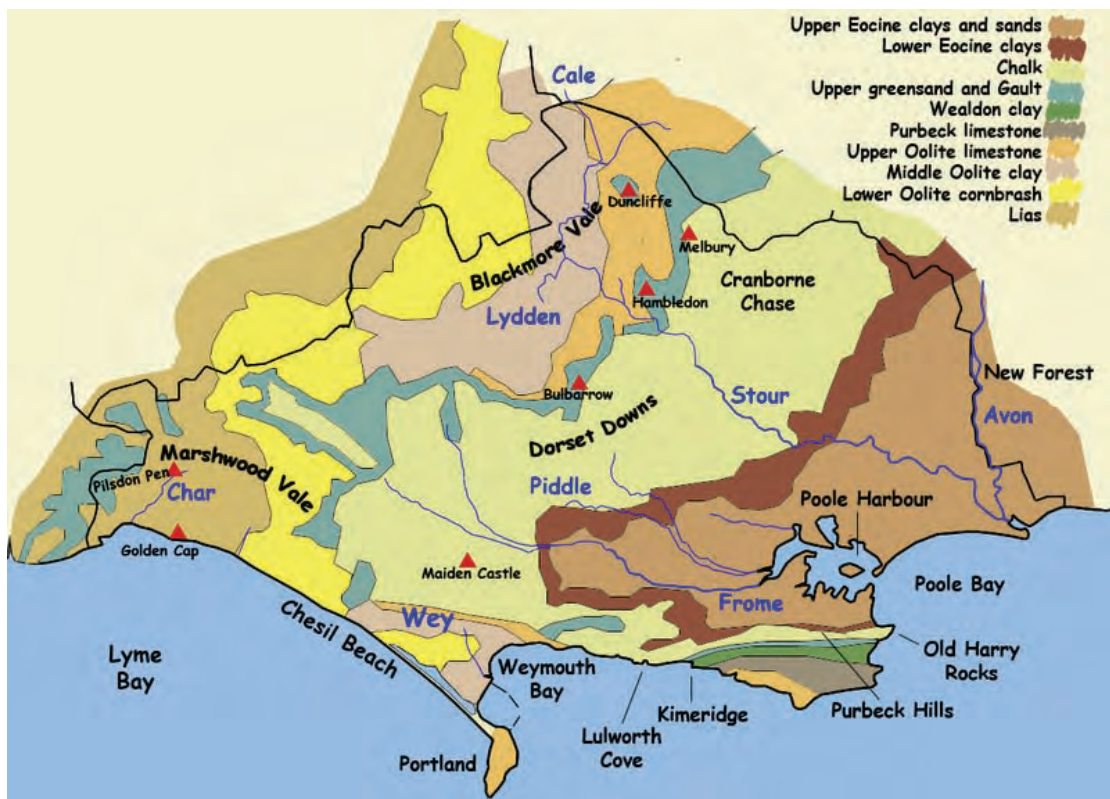 Upper Eocine clays and sands
Lower Eocine clays
Chalk
Upper greensand and Gault
Wealdon clay
Purbeck limestone
Upper Oolite limestone
Middle Oolite clay
Lower Oolite cornbrash
Lias
Cale
Duncliffe
Blackmore Vale
Melbury
Cranborne
Chase
Hambledon
Lydden
New Forest
Stour
Avon
Bulbarrow
Dorset Downs
Marshwood Vale
Pilsdon Pen
Char
Piddle
Poole Harbour
Golden Cap
Maiden Castle
Poole Bay
Frome
Chesil Beach
Wey
Lyme
Bay
Weymouth
Bay
Old Harry
Rocks
Purbeck Hills
Kimeridge
Lulworth
Cove
Portland